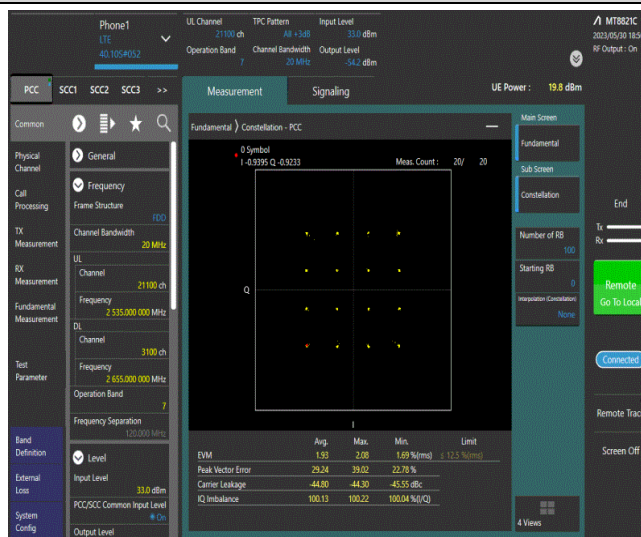 Phone1
LTE
40.10S#052
UL Channel TPC Pattern Input Level
21100 ch All +3dB 33.0 dBm
Operation Band Channel Bandwidth Output Level
7 20 MHz -54.2 dBm
MT8821C
2023/05/30 18:5
RF Output : On
PCC SCC1 SCC2 SCC3 >>
Measurement Signaling
UE Power : 19.8 dBm
Common
Physical Channel
Call Processing
TX Measurement
RX Measurement
Fundamental Measurement
Test Parameter
Band Definition
External Loss
System Config
General
Frequency
Frame Structure
FDD
Channel Bandwidth
20 MHz
UL
Channel
21100 ch
Frequency
2 535.000 000 MHz
DL
Channel
3100 ch
Frequency
2 655.000 000 MHz
Operation Band
7
Frequency Separation
120.000 MHz
Level
Input Level
33.0 dBm
PCC/SCC Common Input Level
On
Output Level
Fundamental 〉 Constellation - PCC
0 Symbol
I -0.9395 Q -0.9233
Meas. Count : 20/ 20
Q
I
Avg. Max. Min. Limit
EVM 1.93 2.08 1.69 %(rms) ≤ 12.5 %(rms)
Peak Vector Error 29.24 39.02 22.78 %
Carrier Leakage -44.80 -44.30 -45.55 dBc
IQ Imbalance 100.13 100.22 100.04 %(I/Q)
Main Screen
Fundamental
Sub Screen
Constellation
Number of RB
100
Starting RB
0
Interpolation (Constellation)
None
4 Views
End
Tx
Rx
Remote
Go To Local
Connected
Remote Trac
Screen Off